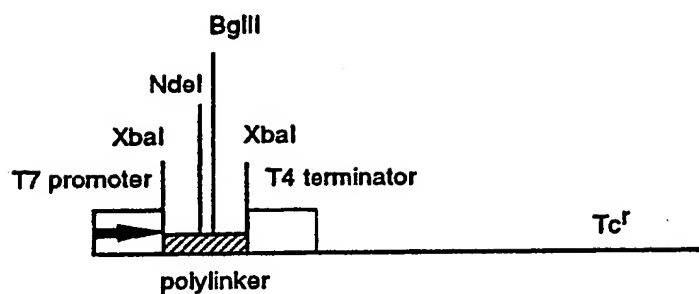 BglII
NdeI
XbaI
XbaI
T7 promoter
T4 terminator
Tcʳ
polylinker